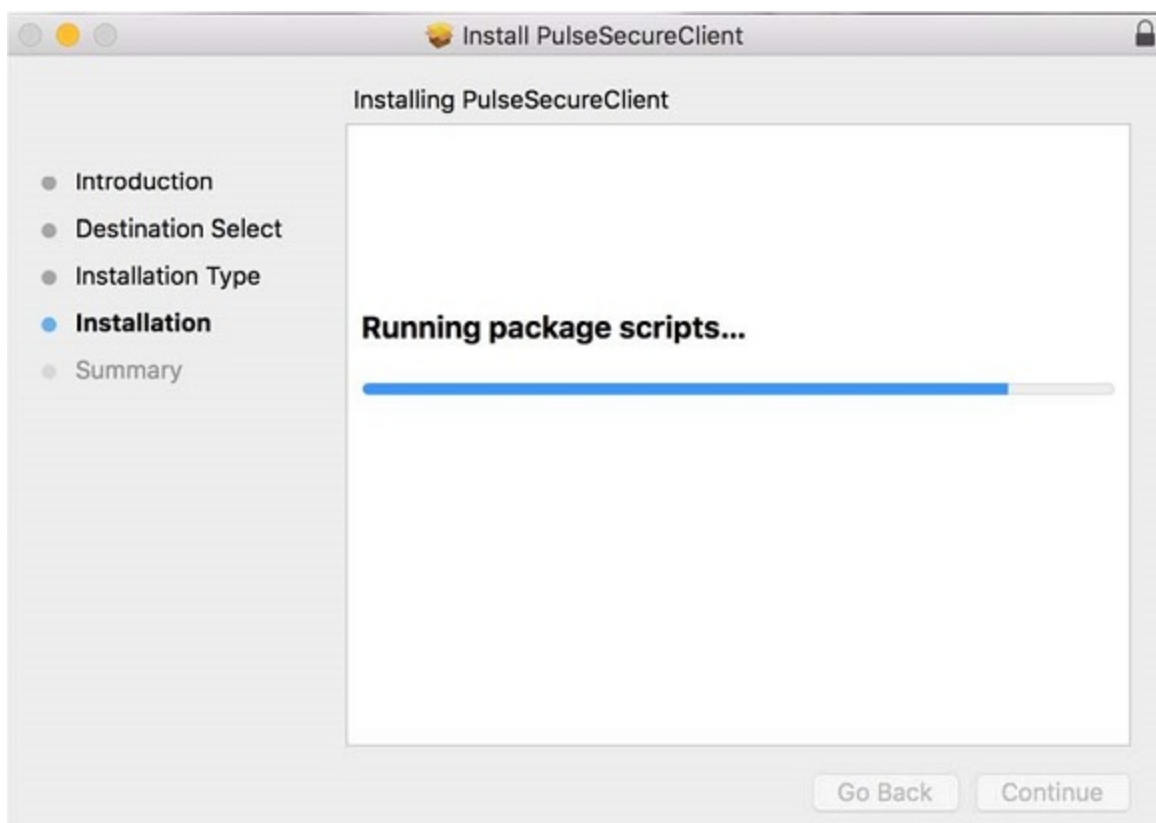 Install PulseSecureClient
Installing PulseSecureClient
Introduction
Destination Select
Installation Type
Installation
Summary
Running package scripts...
Go Back
Continue